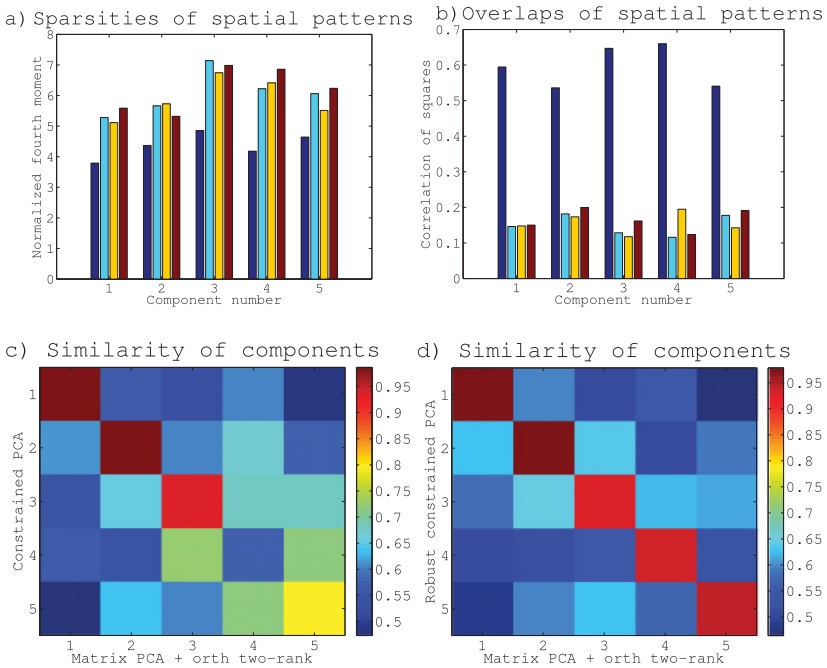 a) Sparsities of spatial patterns
8
7
6
5
4
3
2
1
0
Normalized fourth moment
1 2 3 4 5
Component number
b) Overlaps of spatial patterns
0.7
0.6
0.5
0.4
0.3
0.2
0.1
0
Correlation of squares
1 2 3 4 5
Component number
c) Similarity of components
1
2
3
4
5
Constrained PCA
1 2 3 4 5
Matrix PCA + orth two-rank
0.95
0.9
0.85
0.8
0.75
0.7
0.65
0.6
0.55
0.5
d) Similarity of components
1
2
3
4
5
Robust constrained PCA
1 2 3 4 5
Matrix PCA + orth two-rank
0.95
0.9
0.85
0.8
0.75
0.7
0.65
0.6
0.55
0.5